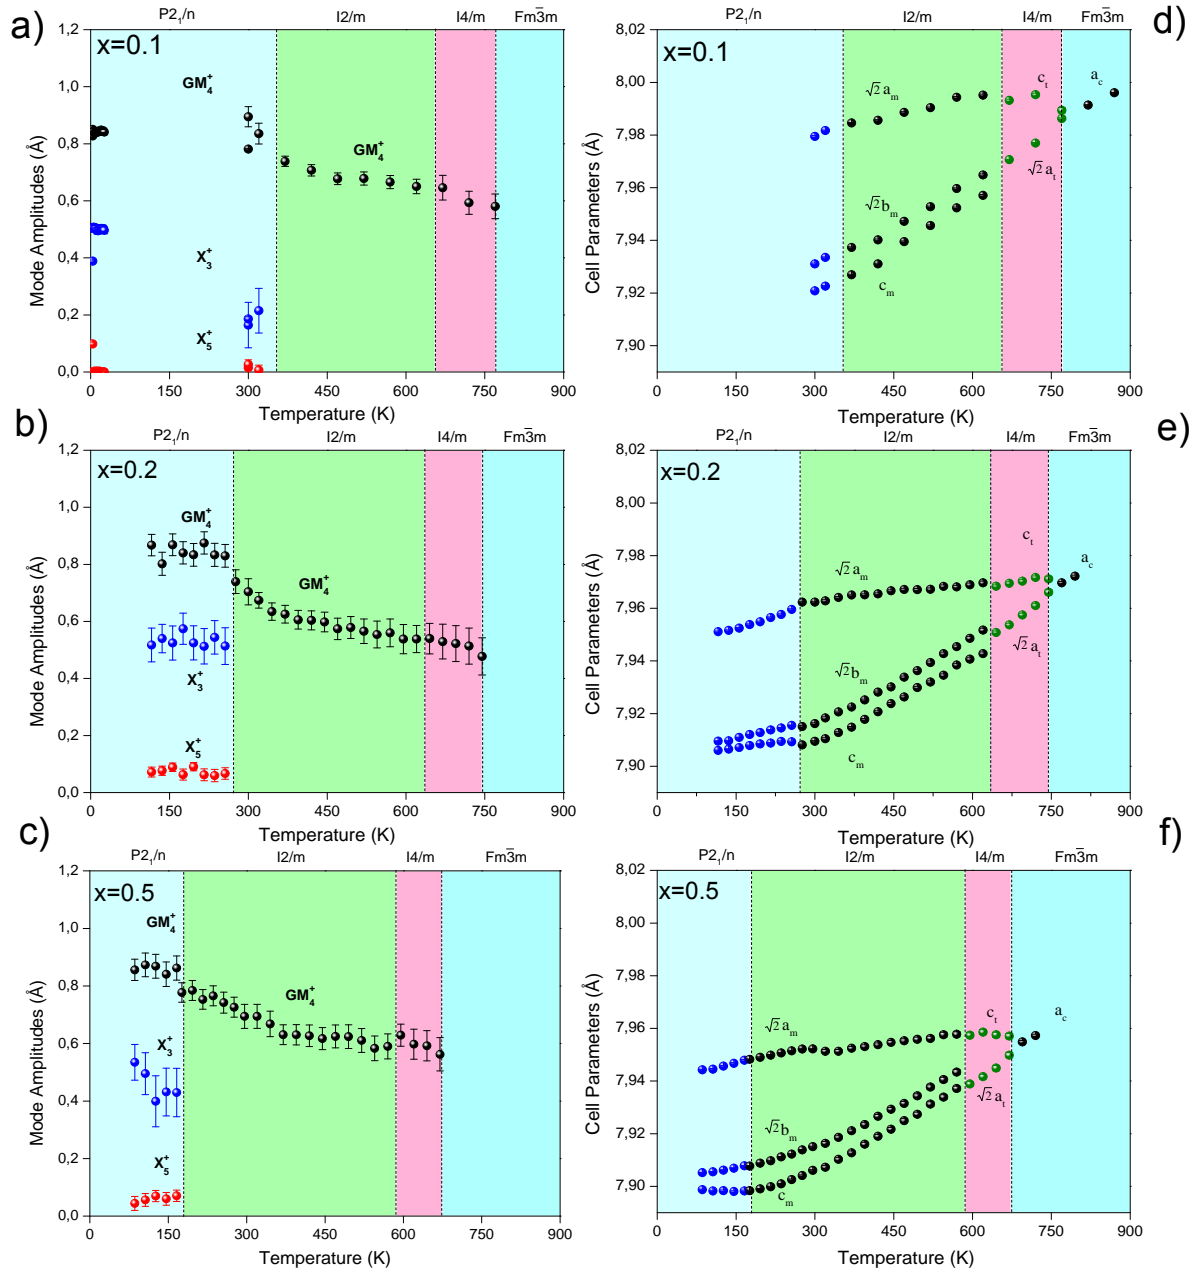 a)
P2₁/n I2/m I4/m Fm3̅m
x=0.1
GM₄⁺
GM₄⁺
X₃⁺
X₅⁺
Mode Amplitudes (Å)
1,2
1,0
0,8
0,6
0,4
0,2
0,0
0 150 300 450 600 750 900
Temperature (K)
d)
P2₁/n I2/m I4/m Fm3̅m
x=0.1
√2 aₘ
cₜ
a_c
√2 aₜ
√2bₘ
cₘ
Cell Parameters (Å)
8,02
8,00
7,98
7,96
7,94
7,92
7,90
0 150 300 450 600 750 900
Temperature (K)
b)
P2₁/n I2/m I4/m Fm3̅m
x=0.2
GM₄⁺
GM₄⁺
X₃⁺
X₅⁺
Mode Amplitudes (Å)
1,2
1,0
0,8
0,6
0,4
0,2
0,0
0 150 300 450 600 750 900
Temperature (K)
e)
P2₁/n I2/m I4/m Fm3̅m
x=0.2
cₜ
a_c
√2 aₘ
√2 aₜ
√2bₘ
cₘ
Cell Parameters (Å)
8,02
8,00
7,98
7,96
7,94
7,92
7,90
0 150 300 450 600 750 900
Temperature (K)
c)
P2₁/n I2/m I4/m Fm3̅m
x=0.5
GM₄⁺
GM₄⁺
X₃⁺
X₅⁺
Mode Amplitudes (Å)
1,2
1,0
0,8
0,6
0,4
0,2
0,0
0 150 300 450 600 750 900
Temperature (K)
f)
P2₁/n I2/m I4/m Fm3̅m
x=0.5
cₜ
a_c
√2 aₘ
√2 aₜ
√2bₘ
cₘ
Cell Parameters (Å)
8,02
8,00
7,98
7,96
7,94
7,92
7,90
0 150 300 450 600 750 900
Temperature (K)